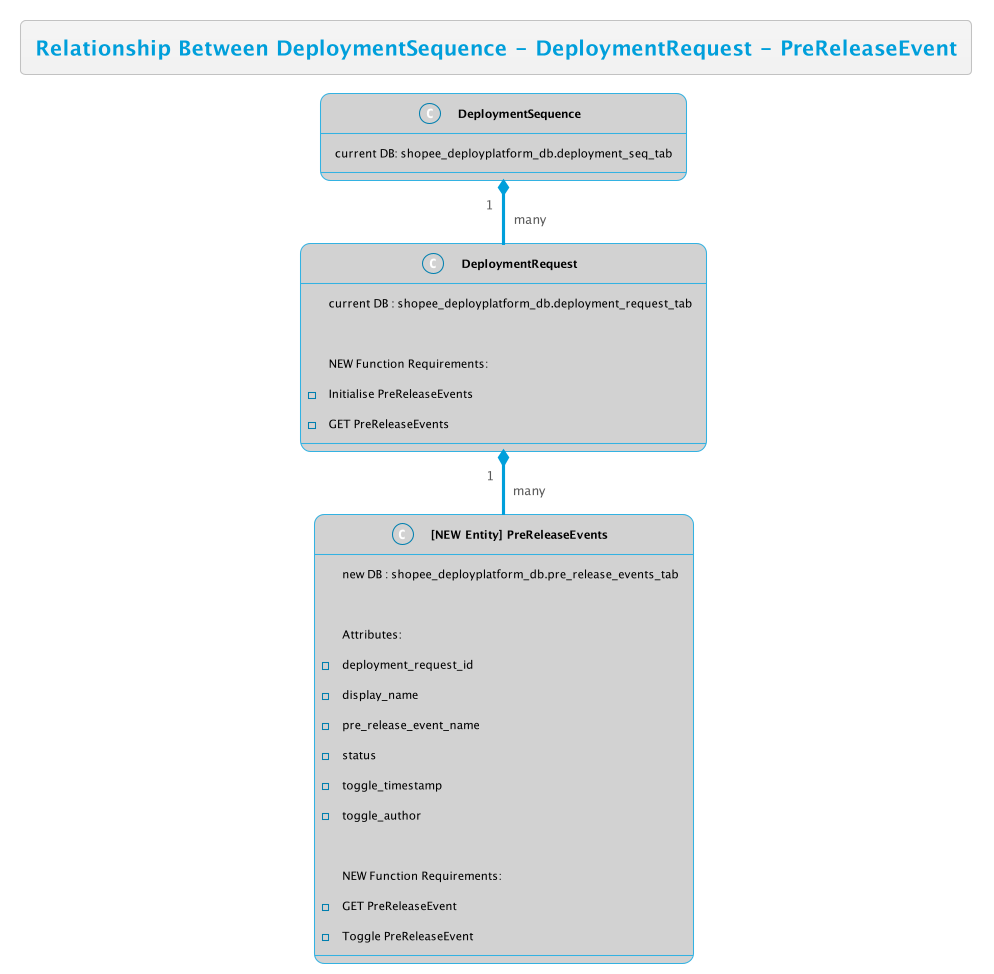 Relationship Between DeploymentSequence – DeploymentRequest – PreReleaseEvent
C DeploymentSequence
current DB: shopee_deployplatform_db.deployment_seq_tab
1
many
C DeploymentRequest
current DB : shopee_deployplatform_db.deployment_request_tab
NEW Function Requirements:
Initialise PreReleaseEvents
GET PreReleaseEvents
1
many
C [NEW Entity] PreReleaseEvents
new DB : shopee_deployplatform_db.pre_release_events_tab
Attributes:
deployment_request_id
display_name
pre_release_event_name
status
toggle_timestamp
toggle_author
NEW Function Requirements:
GET PreReleaseEvent
Toggle PreReleaseEvent